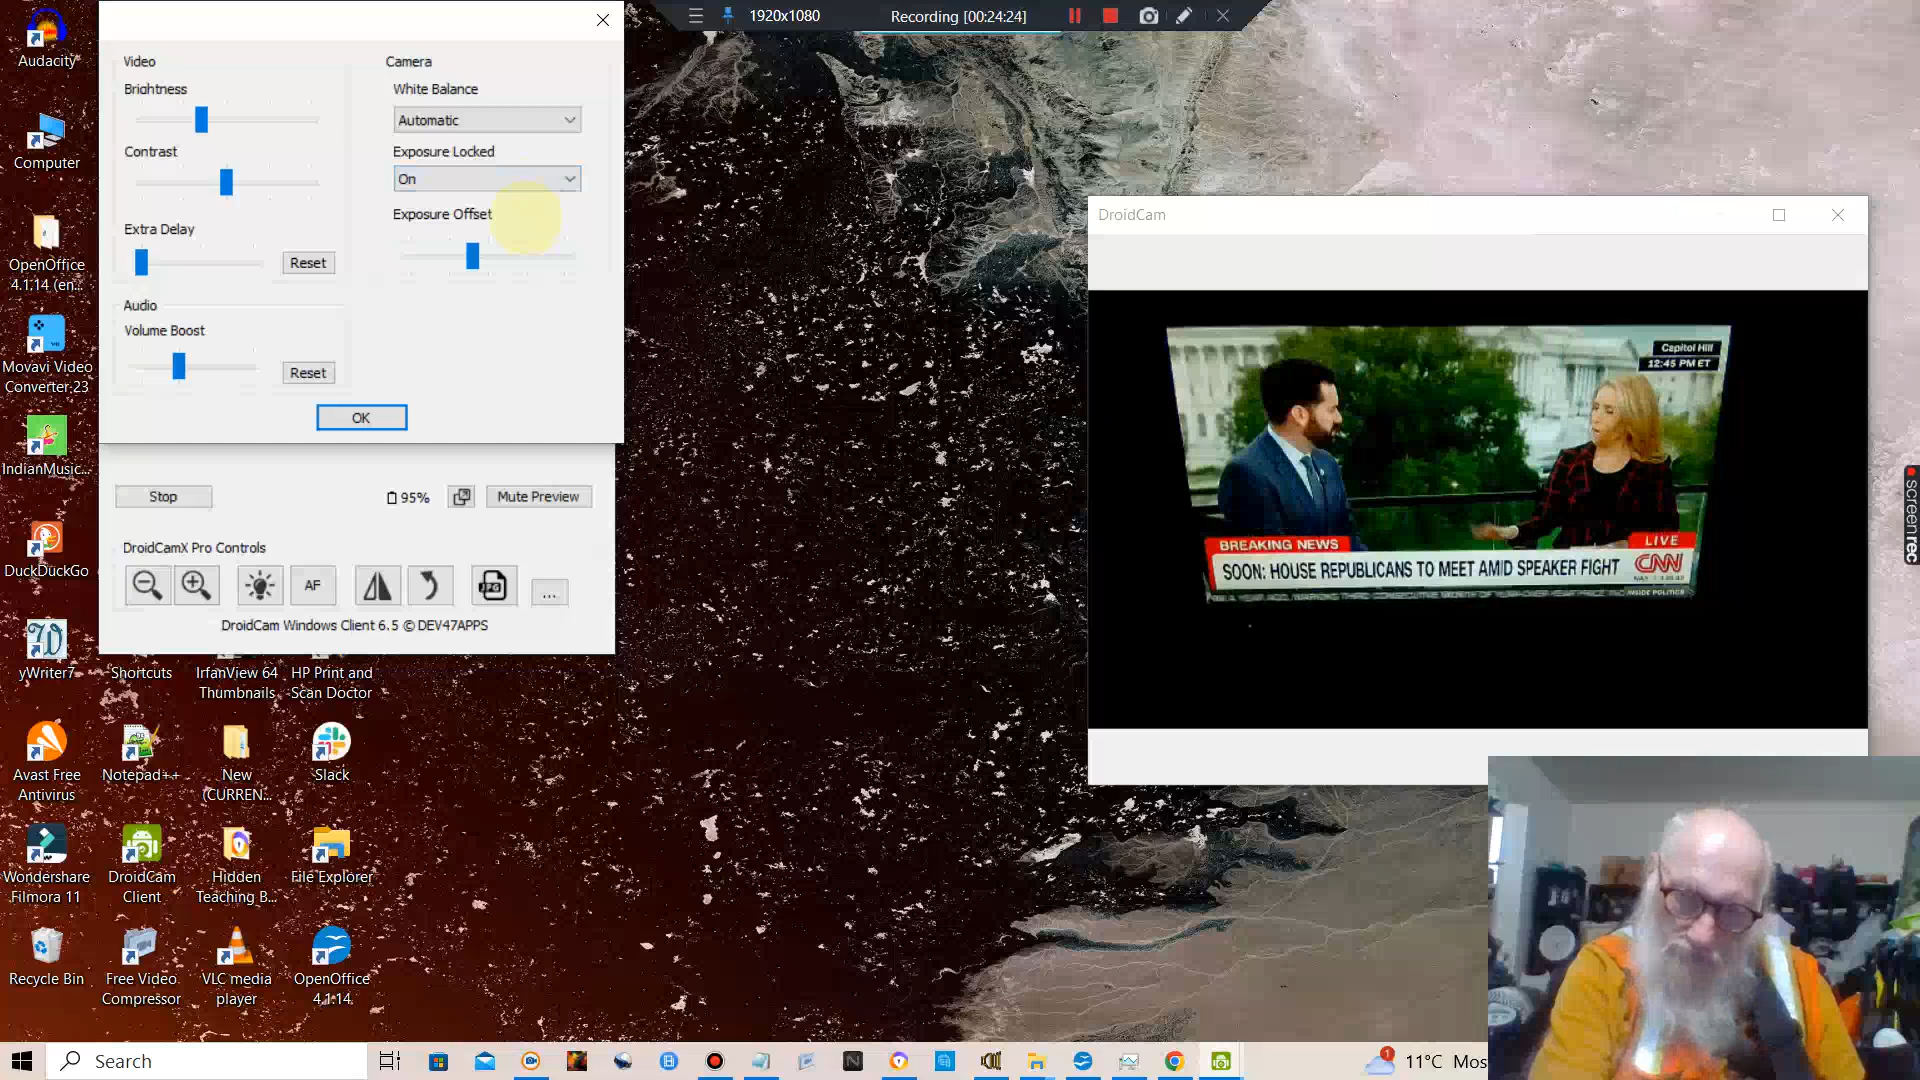 1920x1080
Recording [00:24:24]
Video
Brightness
Contrast
Extra Delay
Reset
Audio
Volume Boost
Reset
Camera
White Balance
Automatic
Exposure Locked
On
Exposure Offset
OK
Stop
95%
Mute Preview
DroidCamX Pro Controls
AF
JPG
...
DroidCam Windows Client 6.5 © DEV47APPS
DroidCam
Capitol Hill
12:45 PM ET
BREAKING NEWS
LIVE
SOON: HOUSE REPUBLICANS TO MEET AMID SPEAKER FIGHT
CNN
INSIDE POLITICS
screenrec
Audacity
Computer
OpenOffice
4.1.14 (en...
Movavi Video
Converter 23
IndianMusic...
DuckDuckGo
yWriter7
Shortcuts
IrfanView 64
Thumbnails
HP Print and
Scan Doctor
Avast Free
Antivirus
Notepad++
New
(CURREN...
Slack
Wondershare
Filmora 11
DroidCam
Client
Hidden
Teaching B...
File Explorer
Recycle Bin
Free Video
Compressor
VLC media
player
OpenOffice
4.1.14
Search
1
11°C Mos